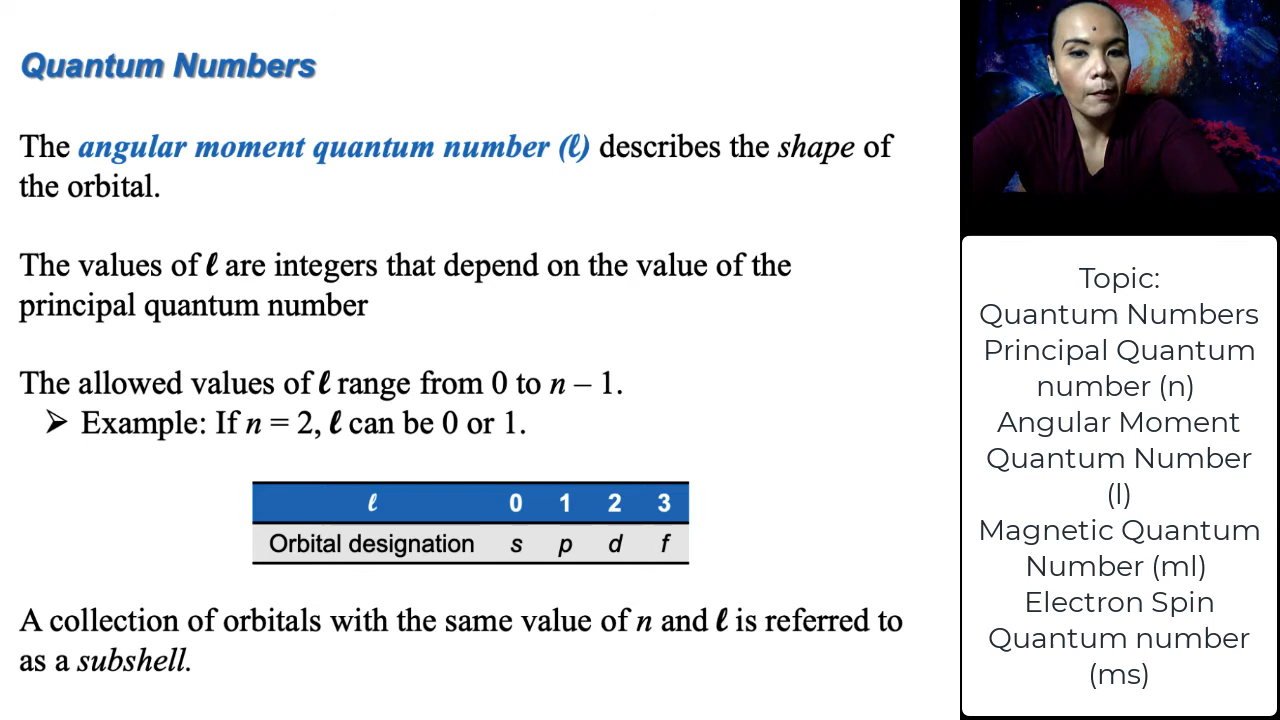 Quantum Numbers
The angular moment quantum number (ℓ) describes the shape of
the orbital.
The values of ℓ are integers that depend on the value of the
principal quantum number
The allowed values of ℓ range from 0 to n – 1.
➢ Example: If n = 2, ℓ can be 0 or 1.
ℓ 0 1 2 3
Orbital designation s p d f
A collection of orbitals with the same value of n and ℓ is referred to
as a subshell.
Topic:
Quantum Numbers
Principal Quantum
number (n)
Angular Moment
Quantum Number
(l)
Magnetic Quantum
Number (ml)
Electron Spin
Quantum number
(ms)